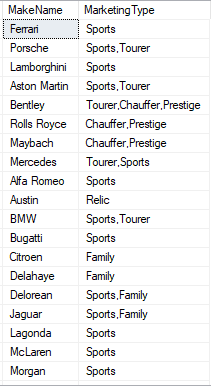 MakeName MarketingType
Ferrari Sports
Porsche Sports,Tourer
Lamborghini Sports
Aston Martin Sports,Tourer
Bentley Tourer,Chauffer,Prestige
Rolls Royce Chauffer,Prestige
Maybach Chauffer,Prestige
Mercedes Tourer,Sports
Alfa Romeo Sports
Austin Relic
BMW Sports,Tourer
Bugatti Sports
Citroen Family
Delahaye Family
Delorean Sports,Family
Jaguar Sports,Family
Lagonda Sports
McLaren Sports
Morgan Sports